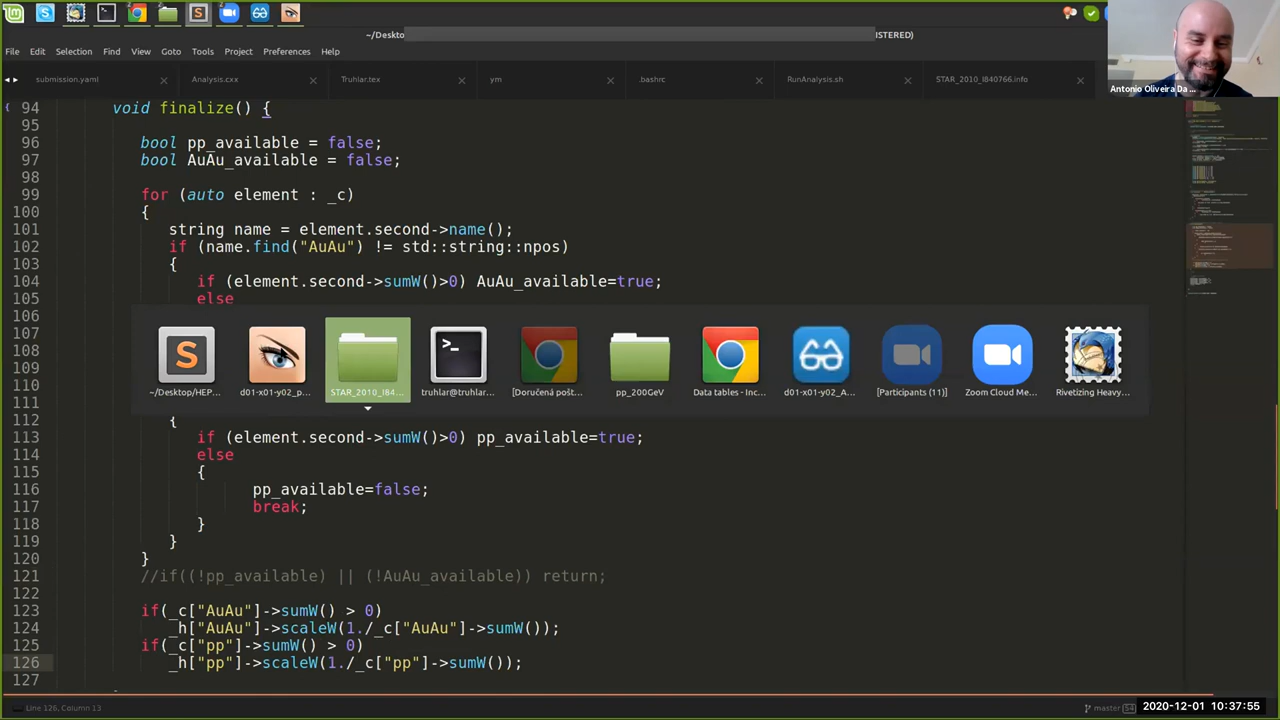 ~/Deskto
ISTERED)
File Edit Selection Find View Goto Tools Project Preferences Help
submission.yaml Analysis.cxx Truhlar.tex ym .bashrc RunAnalysis.sh STAR_2010_I840766.info
Antonio Oliveira Da ...
94 void finalize() {
95
96 bool pp_available = false;
97 bool AuAu_available = false;
98
99 for (auto element : _c)
100 {
101 string name = element.second->name();
102 if (name.find("AuAu") != std::string::npos)
103 {
104 if (element.second->sumW()>0) AuAu_available=true;
105 else
106
107
108
109
110
111
~/Desktop/HEP... d01-x01-y02_p... STAR_2010_I84... truhlar@truhlar... [Doručená pošt... pp_200GeV Data tables - Inc... d01-x01-y02_A... [Participants (11)] Zoom Cloud Me... Rivetizing Heavy...
112 {
113 if (element.second->sumW()>0) pp_available=true;
114 else
115 {
116 pp_available=false;
117 break;
118 }
119 }
120 }
121 //if((!pp_available) || (!AuAu_available)) return;
122
123 if(_c["AuAu"]->sumW() > 0)
124 _h["AuAu"]->scaleW(1./_c["AuAu"]->sumW());
125 if(_c["pp"]->sumW() > 0)
126 _h["pp"]->scaleW(1./_c["pp"]->sumW());
127
Line 126, Column 13
master 54
2020-12-01 10:37:55